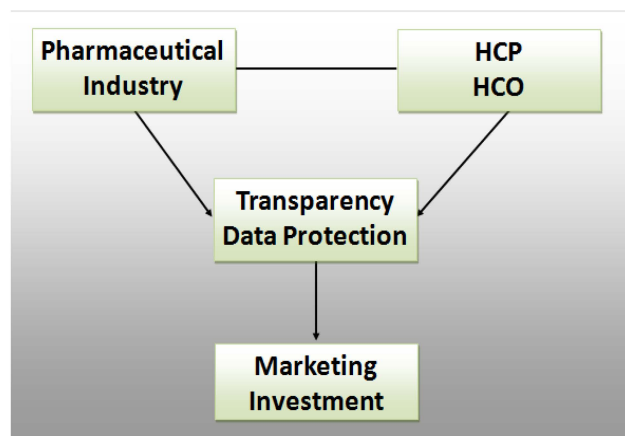 Pharmaceutical
Industry
HCP
HCO
Transparency
Data Protection
Marketing
Investment